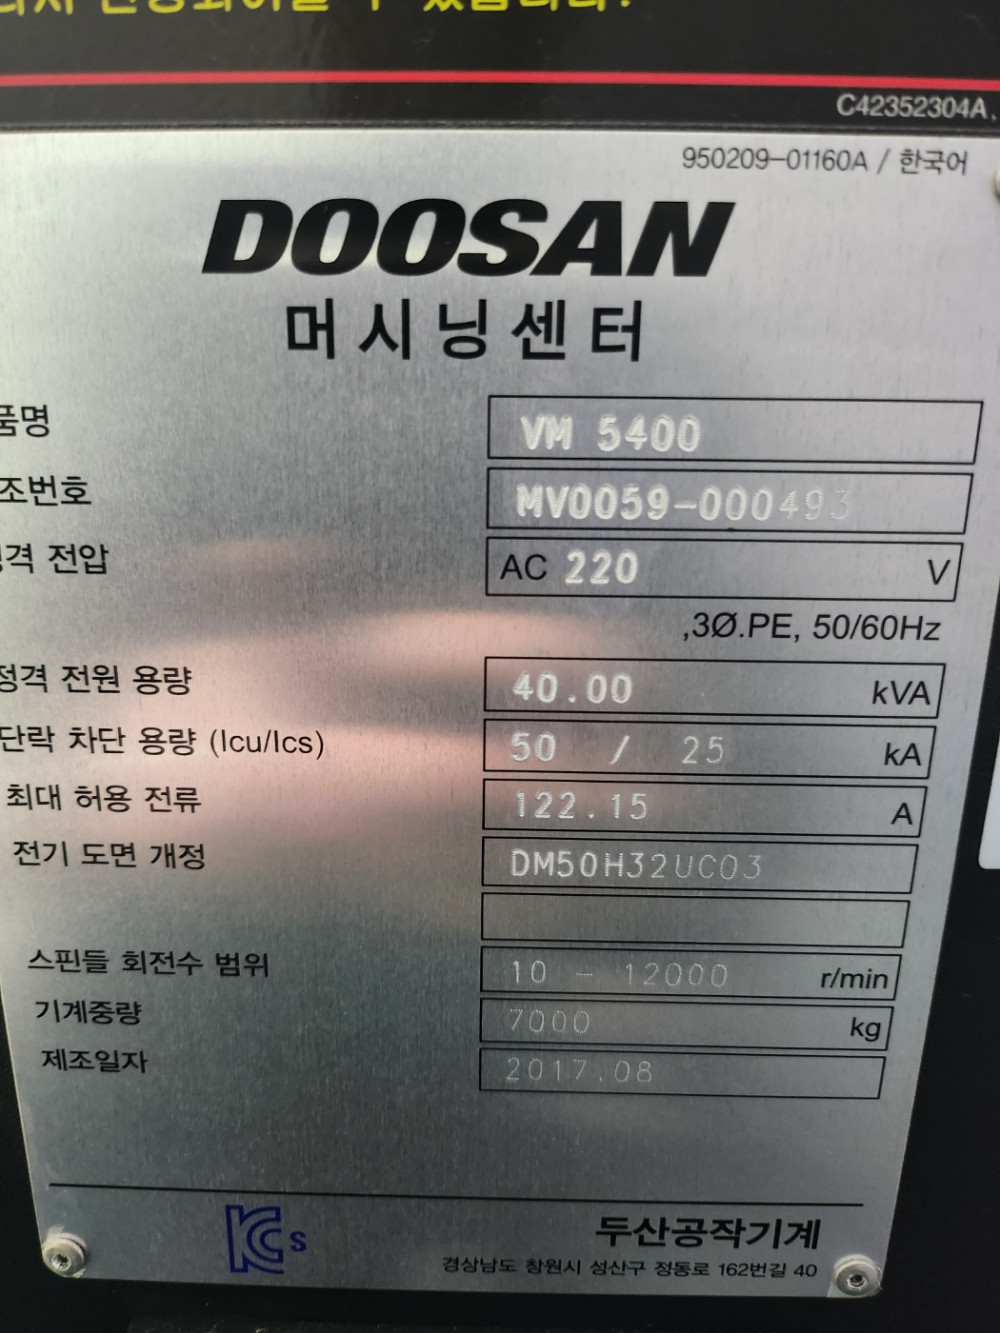 C42352304A.
950209-01160A / 한국어
DOOSAN
머시닝센터
품명 VM 5400
조번호 MV0059-000493
격 전압 AC 220 V
,3Ø.PE, 50/60Hz
정격 전원 용량 40.00 kVA
단락 차단 용량 (Icu/Ics) 50 / 25 kA
최대 허용 전류 122.15 A
전기 도면 개정 DM50H32UC03
스핀들 회전수 범위 10 - 12000 r/min
기계중량 7000 kg
제조일자 2017.08
KCs
두산공작기계
경상남도 창원시 성산구 정동로 162번길 40